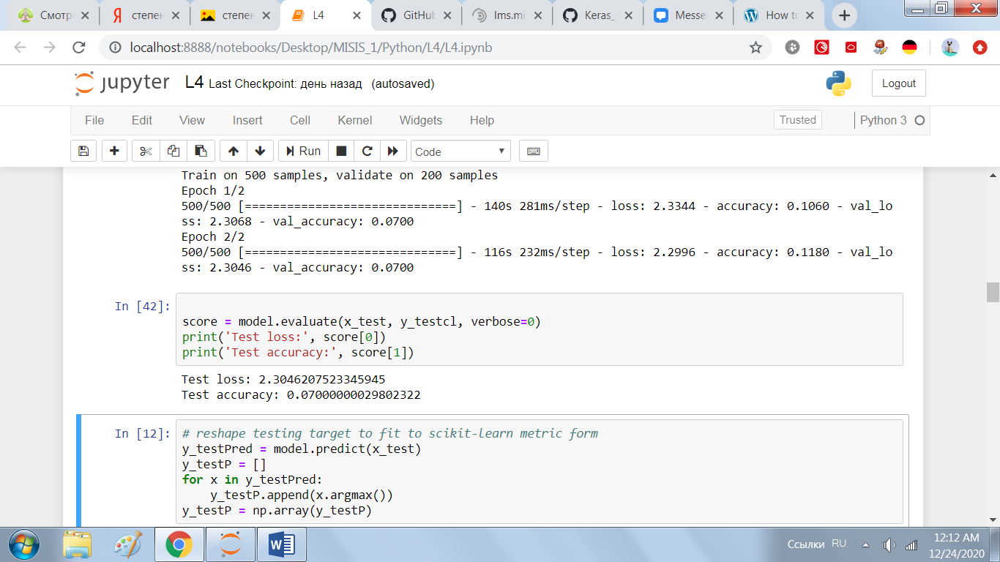 Смотр
степен
степен
L4
GitHub
lms.mi
Keras_
Messe
How to
localhost:8888/notebooks/Desktop/MISIS_1/Python/L4/L4.ipynb
jupyter L4 Last Checkpoint: день назад (autosaved)
Logout
File Edit View Insert Cell Kernel Widgets Help
Trusted
Python 3
Run
Code
Train on 500 samples, validate on 200 samples
Epoch 1/2
500/500 [==============================] - 140s 281ms/step - loss: 2.3344 - accuracy: 0.1060 - val_lo
ss: 2.3068 - val_accuracy: 0.0700
Epoch 2/2
500/500 [==============================] - 116s 232ms/step - loss: 2.2996 - accuracy: 0.1180 - val_lo
ss: 2.3046 - val_accuracy: 0.0700
In [42]:
score = model.evaluate(x_test, y_testcl, verbose=0)
print('Test loss:', score[0])
print('Test accuracy:', score[1])
Test loss: 2.3046207523345945
Test accuracy: 0.07000000029802322
In [12]:
# reshape testing target to fit to scikit-learn metric form
y_testPred = model.predict(x_test)
y_testP = []
for x in y_testPred:
    y_testP.append(x.argmax())
y_testP = np.array(y_testP)
Ссылки
RU
12:12 AM
12/24/2020